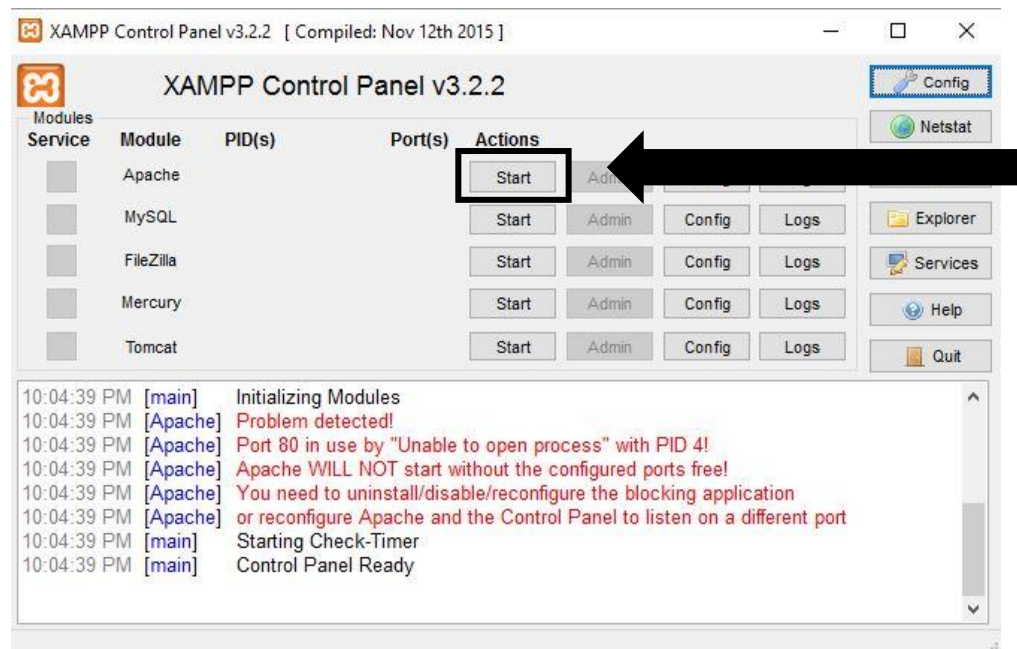 XAMPP Control Panel v3.2.2 [ Compiled: Nov 12th 2015 ]
XAMPP Control Panel v3.2.2
Config
Modules
Service Module PID(s) Port(s) Actions
Netstat
Apache Start
MySQL Start Admin Config Logs
Explorer
FileZilla Start Admin Config Logs
Services
Mercury Start Admin Config Logs
Help
Tomcat Start Admin Config Logs
Quit
10:04:39 PM [main] Initializing Modules
10:04:39 PM [Apache] Problem detected!
10:04:39 PM [Apache] Port 80 in use by "Unable to open process" with PID 4!
10:04:39 PM [Apache] Apache WILL NOT start without the configured ports free!
10:04:39 PM [Apache] You need to uninstall/disable/reconfigure the blocking application
10:04:39 PM [Apache] or reconfigure Apache and the Control Panel to listen on a different port
10:04:39 PM [main] Starting Check-Timer
10:04:39 PM [main] Control Panel Ready